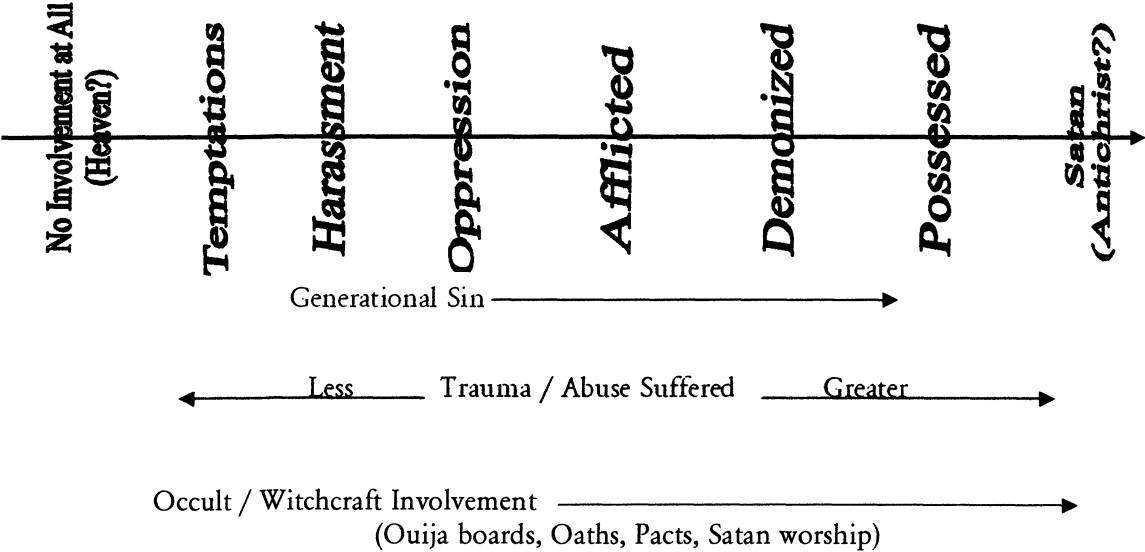 No Involvement at All
(Heaven?)
Temptations
Harassment
Oppression
Afflicted
Demonized
Possessed
Satan
(Antichrist?)
Generational Sin
Less Trauma / Abuse Suffered Greater
Occult / Witchcraft Involvement
(Ouija boards, Oaths, Pacts, Satan worship)